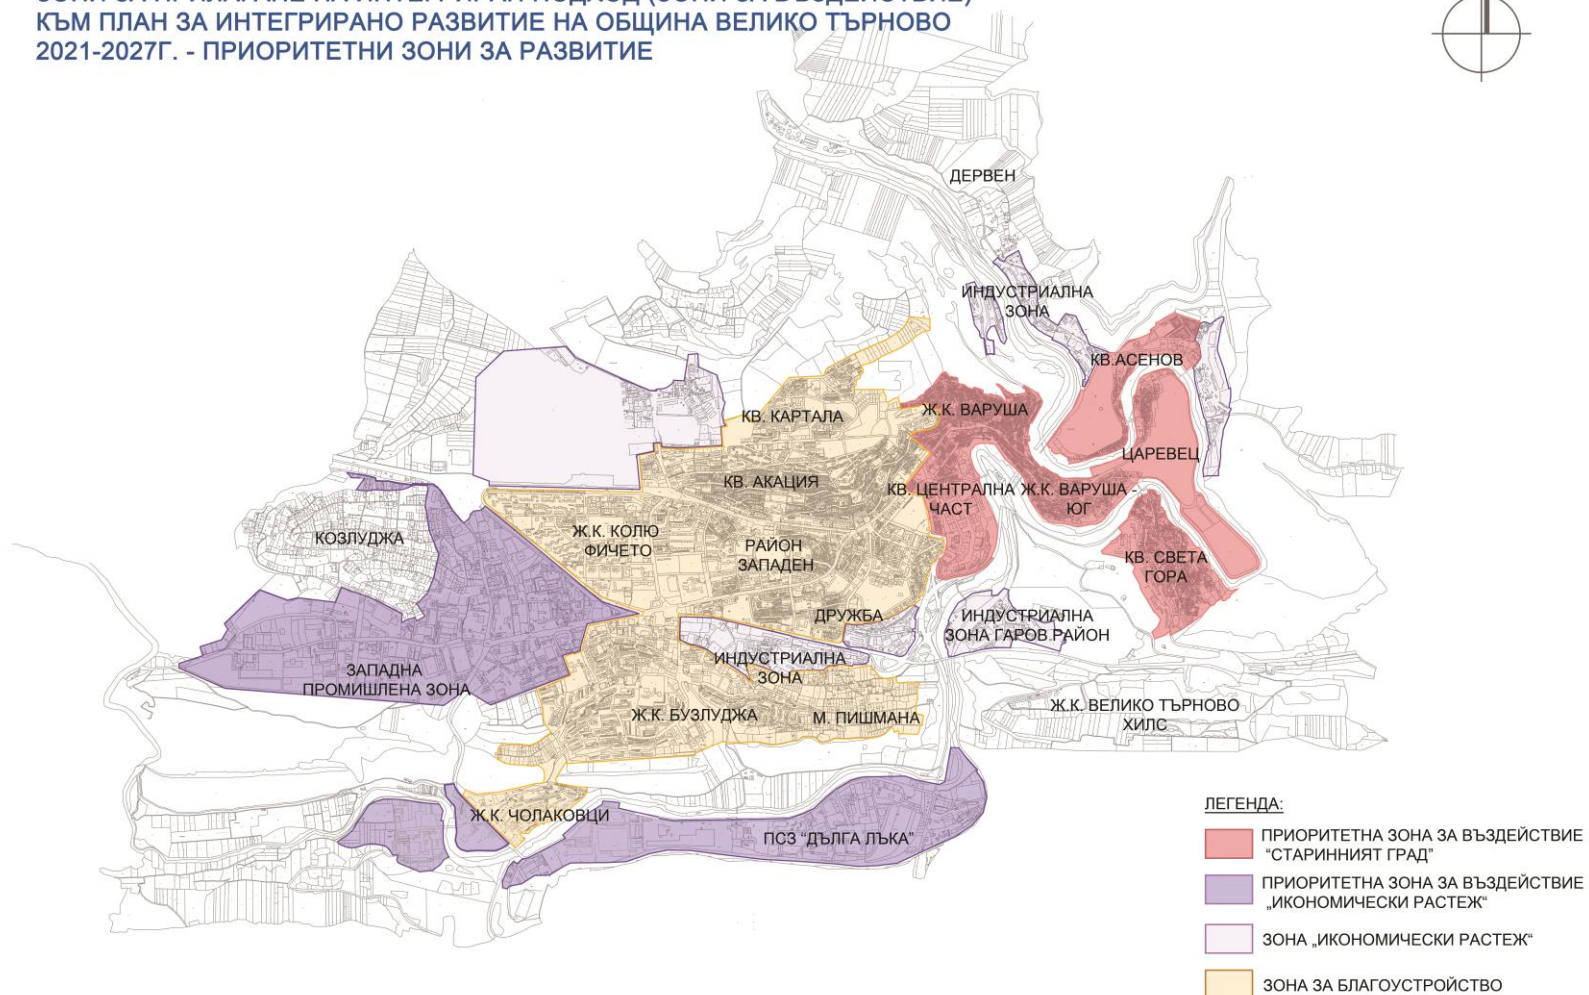 КЪМ ПЛАН ЗА ИНТЕГРИРАНО РАЗВИТИЕ НА ОБЩИНА ВЕЛИКО ТЪРНОВО
2021-2027Г. - ПРИОРИТЕТНИ ЗОНИ ЗА РАЗВИТИЕ
ДЕРВЕН
ИНДУСТРИАЛНА
ЗОНА
КВ.АСЕНОВ
КВ. КАРТАЛА
Ж.К. ВАРУША
ЦАРЕВЕЦ
КВ. АКАЦИЯ
КВ. ЦЕНТРАЛНА
ЧАСТ
Ж.К. ВАРУША -
ЮГ
КОЗЛУДЖА
Ж.К. КОЛЮ
ФИЧЕТО
РАЙОН
ЗАПАДЕН
КВ. СВЕТА
ГОРА
ДРУЖБА
ИНДУСТРИАЛНА
ЗОНА ГАРОВ РАЙОН
ЗАПАДНА
ПРОМИШЛЕНА ЗОНА
ИНДУСТРИАЛНА
ЗОНА
Ж.К. БУЗЛУДЖА
М. ПИШМАНА
Ж.К. ВЕЛИКО ТЪРНОВО
ХИЛС
Ж.К. ЧОЛАКОВЦИ
ПСЗ "ДЪЛГА ЛЪКА"
ЛЕГЕНДА:
ПРИОРИТЕТНА ЗОНА ЗА ВЪЗДЕЙСТВИЕ
"СТАРИННИЯТ ГРАД"
ПРИОРИТЕТНА ЗОНА ЗА ВЪЗДЕЙСТВИЕ
„ИКОНОМИЧЕСКИ РАСТЕЖ“
ЗОНА „ИКОНОМИЧЕСКИ РАСТЕЖ“
ЗОНА ЗА БЛАГОУСТРОЙСТВО